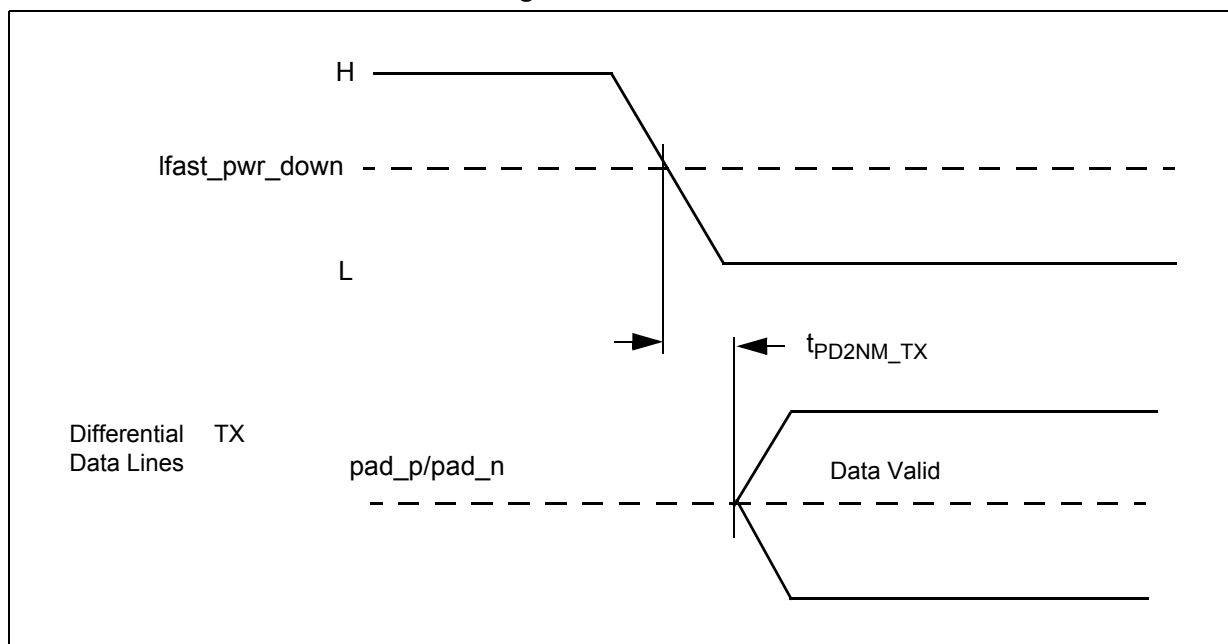 H
lfast_pwr_down
L
tPD2NM_TX
Differential TX
Data Lines
pad_p/pad_n
Data Valid